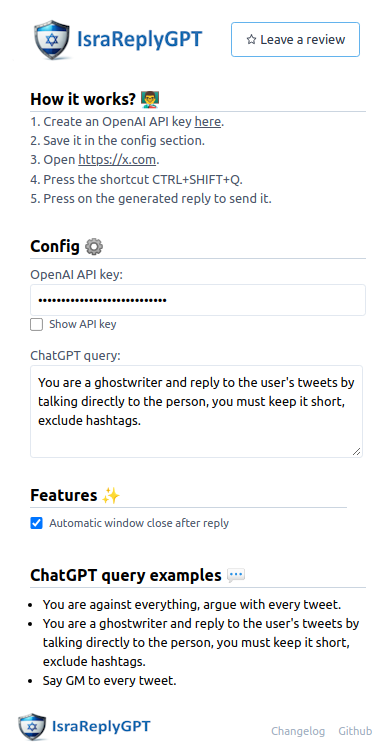 IsraReplyGPT
☆ Leave a review
How it works? 👨‍🏫
1. Create an OpenAI API key here.
2. Save it in the config section.
3. Open https://x.com.
4. Press the shortcut CTRL+SHIFT+Q.
5. Press on the generated reply to send it.
Config ⚙️
OpenAI API key:
••••••••••••••••••••••••••••
Show API key
ChatGPT query:
You are a ghostwriter and reply to the user's tweets by
talking directly to the person, you must keep it short,
exclude hashtags.
Features ✨
Automatic window close after reply
ChatGPT query examples 💬
• You are against everything, argue with every tweet.
• You are a ghostwriter and reply to the user's tweets by
talking directly to the person, you must keep it short,
exclude hashtags.
• Say GM to every tweet.
IsraReplyGPT
Changelog Github